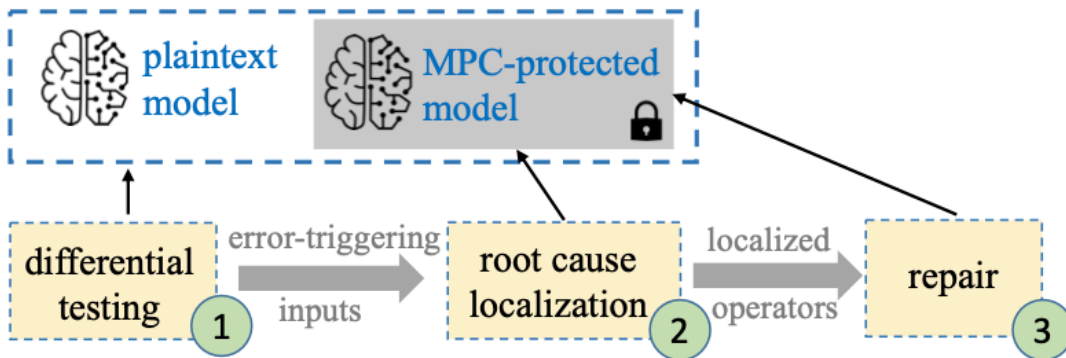 plaintext
model
MPC-protected
model
differential
testing
1
error-triggering
inputs
root cause
localization
2
localized
operators
repair
3